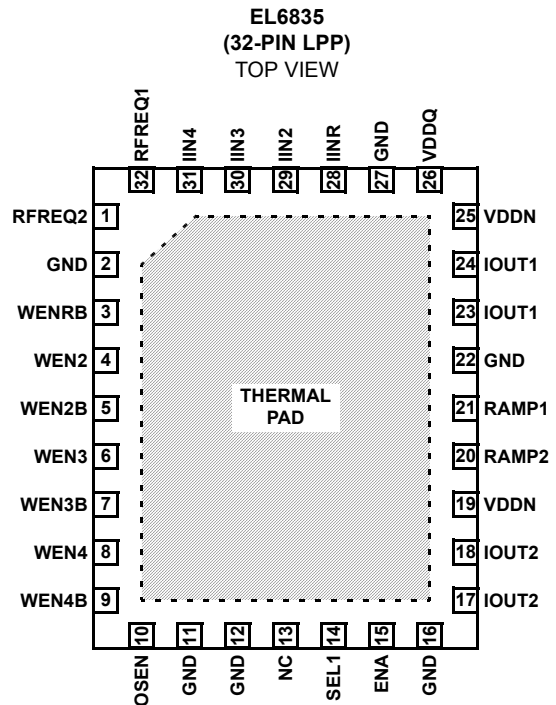 EL6835
(32-PIN LPP)
TOP VIEW
RFREQ1
IIN4
IIN3
IIN2
IINR
GND
VDDQ
32
31
30
29
28
27
26
RFREQ2 1
GND 2
WENRB 3
WEN2 4
WEN2B 5
WEN3 6
WEN3B 7
WEN4 8
WEN4B 9
25 VDDN
24 IOUT1
23 IOUT1
22 GND
21 RAMP1
20 RAMP2
19 VDDN
18 IOUT2
17 IOUT2
THERMAL
PAD
10
11
12
13
14
15
16
OSEN
GND
GND
NC
SEL1
ENA
GND